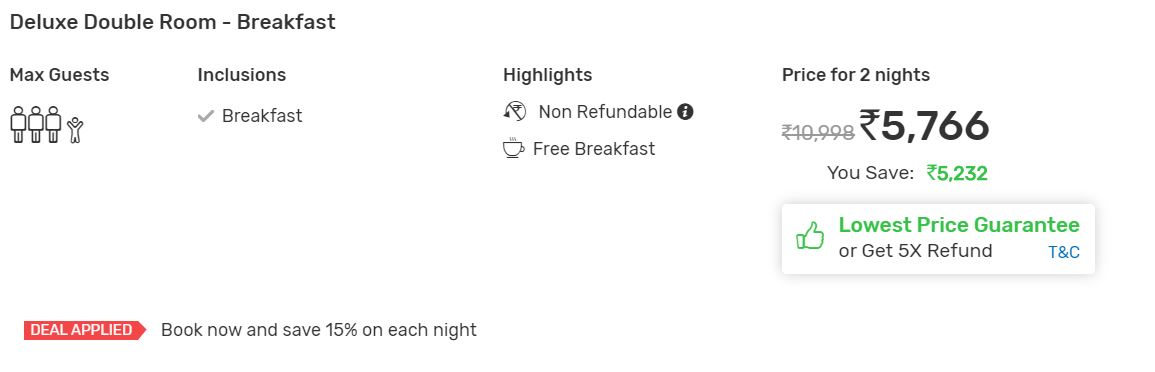 Deluxe Double Room - Breakfast
Max Guests
Inclusions
Breakfast
Highlights
Non Refundable
Free Breakfast
Price for 2 nights
₹10,998 ₹5,766
You Save: ₹5,232
Lowest Price Guarantee
or Get 5X Refund T&C
DEAL APPLIED Book now and save 15% on each night